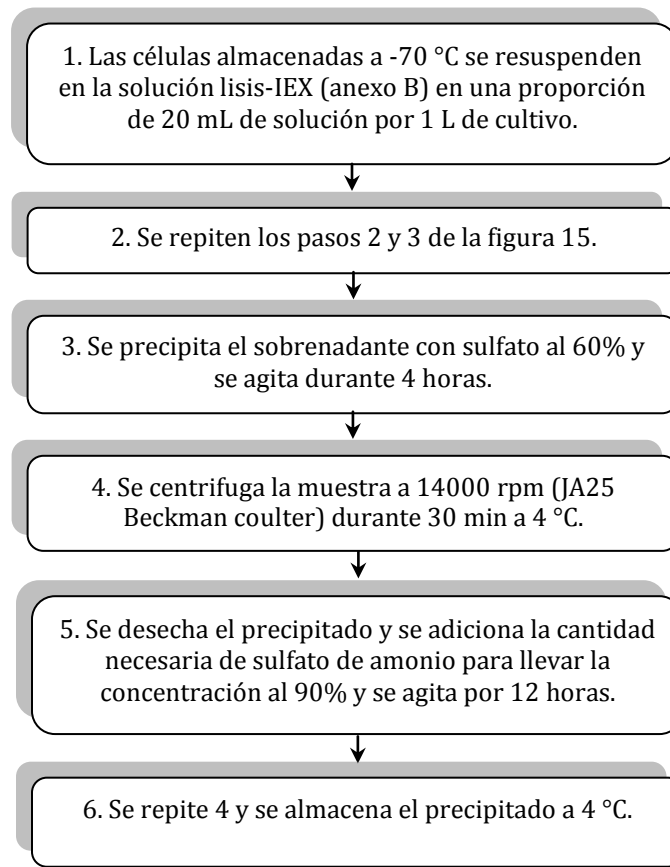 1. Las células almacenadas a -70 °C se resuspenden
en la solución lisis-IEX (anexo B) en una proporción
de 20 mL de solución por 1 L de cultivo.
2. Se repiten los pasos 2 y 3 de la figura 15.
3. Se precipita el sobrenadante con sulfato al 60% y
se agita durante 4 horas.
4. Se centrifuga la muestra a 14000 rpm (JA25
Beckman coulter) durante 30 min a 4 °C.
5. Se desecha el precipitado y se adiciona la cantidad
necesaria de sulfato de amonio para llevar la
concentración al 90% y se agita por 12 horas.
6. Se repite 4 y se almacena el precipitado a 4 °C.